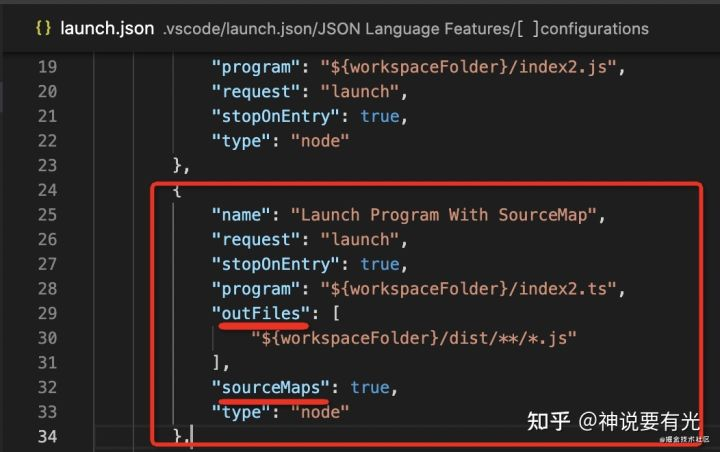 {} launch.json .vscode/launch.json/JSON Language Features/[ ]configurations
19 "program": "${workspaceFolder}/index2.js",
20 "request": "launch",
21 "stopOnEntry": true,
22 "type": "node"
23 },
24 {
25 "name": "Launch Program With SourceMap",
26 "request": "launch",
27 "stopOnEntry": true,
28 "program": "${workspaceFolder}/index2.ts",
29 "outFiles": [
30 "${workspaceFolder}/dist/**/*.js"
31 ],
32 "sourceMaps": true,
33 "type": "node"
34 },
知乎 @神说要有光
@掘金技术社区